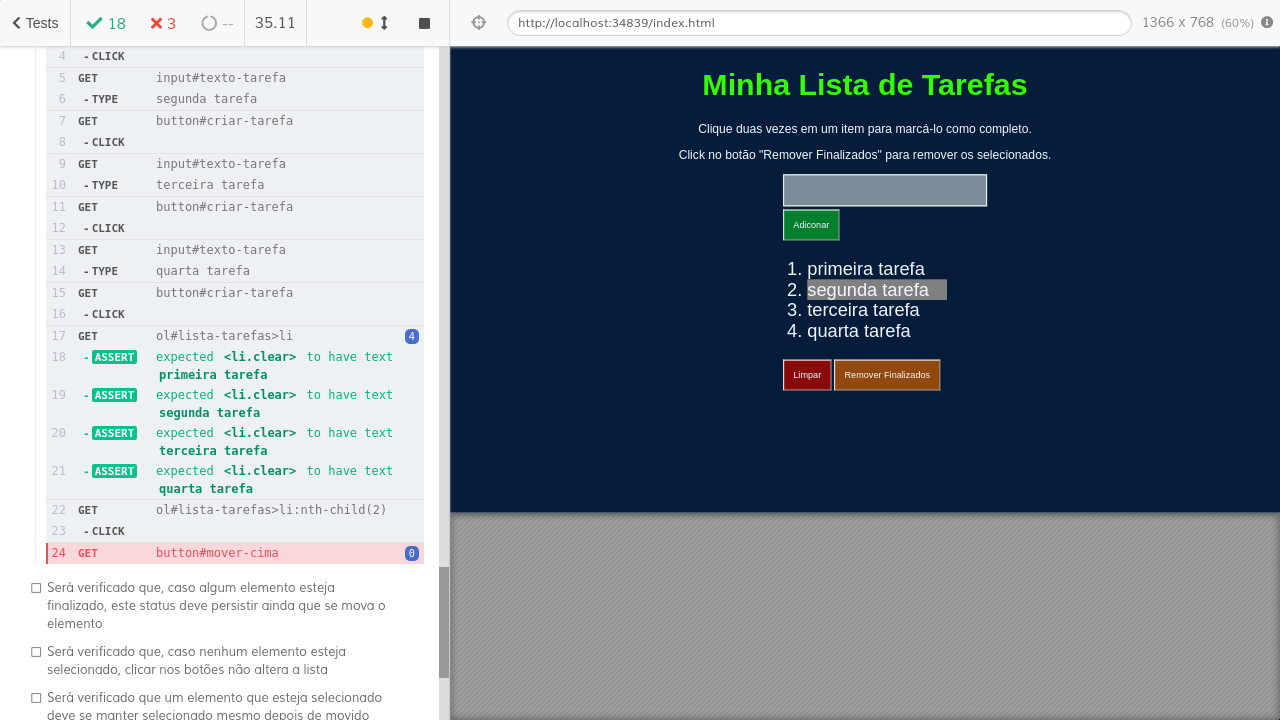 Tests 18 3 -- 35.11
http://localhost:34839/index.html 1366 x 768 (60%)
4 -CLICK
5 GET input#texto-tarefa
6 -TYPE segunda tarefa
7 GET button#criar-tarefa
8 -CLICK
9 GET input#texto-tarefa
10 -TYPE terceira tarefa
11 GET button#criar-tarefa
12 -CLICK
13 GET input#texto-tarefa
14 -TYPE quarta tarefa
15 GET button#criar-tarefa
16 -CLICK
17 GET ol#lista-tarefas>li 4
18 -ASSERT expected <li.clear> to have text
primeira tarefa
19 -ASSERT expected <li.clear> to have text
segunda tarefa
20 -ASSERT expected <li.clear> to have text
terceira tarefa
21 -ASSERT expected <li.clear> to have text
quarta tarefa
22 GET ol#lista-tarefas>li:nth-child(2)
23 -CLICK
24 GET button#mover-cima 0
Será verificado que, caso algum elemento esteja
finalizado, este status deve persistir ainda que se mova o
elemento
Será verificado que, caso nenhum elemento esteja
selecionado, clicar nos botões não altera a lista
Será verificado que um elemento que esteja selecionado
deve se manter selecionado mesmo depois de movido
Minha Lista de Tarefas
Clique duas vezes em um item para marcá-lo como completo.
Click no botão "Remover Finalizados" para remover os selecionados.
Adiconar
1. primeira tarefa
2. segunda tarefa
3. terceira tarefa
4. quarta tarefa
Limpar Remover Finalizados